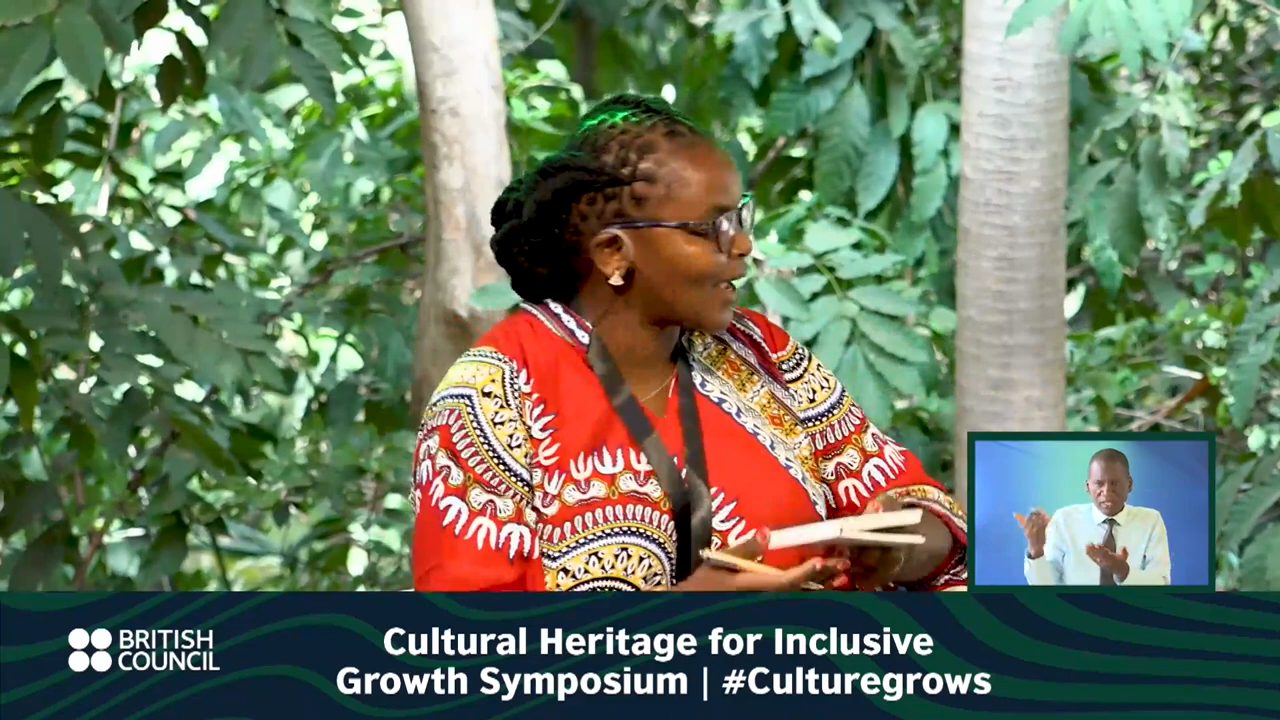 BRITISH
COUNCIL
Cultural Heritage for Inclusive
Growth Symposium | #Culturegrows